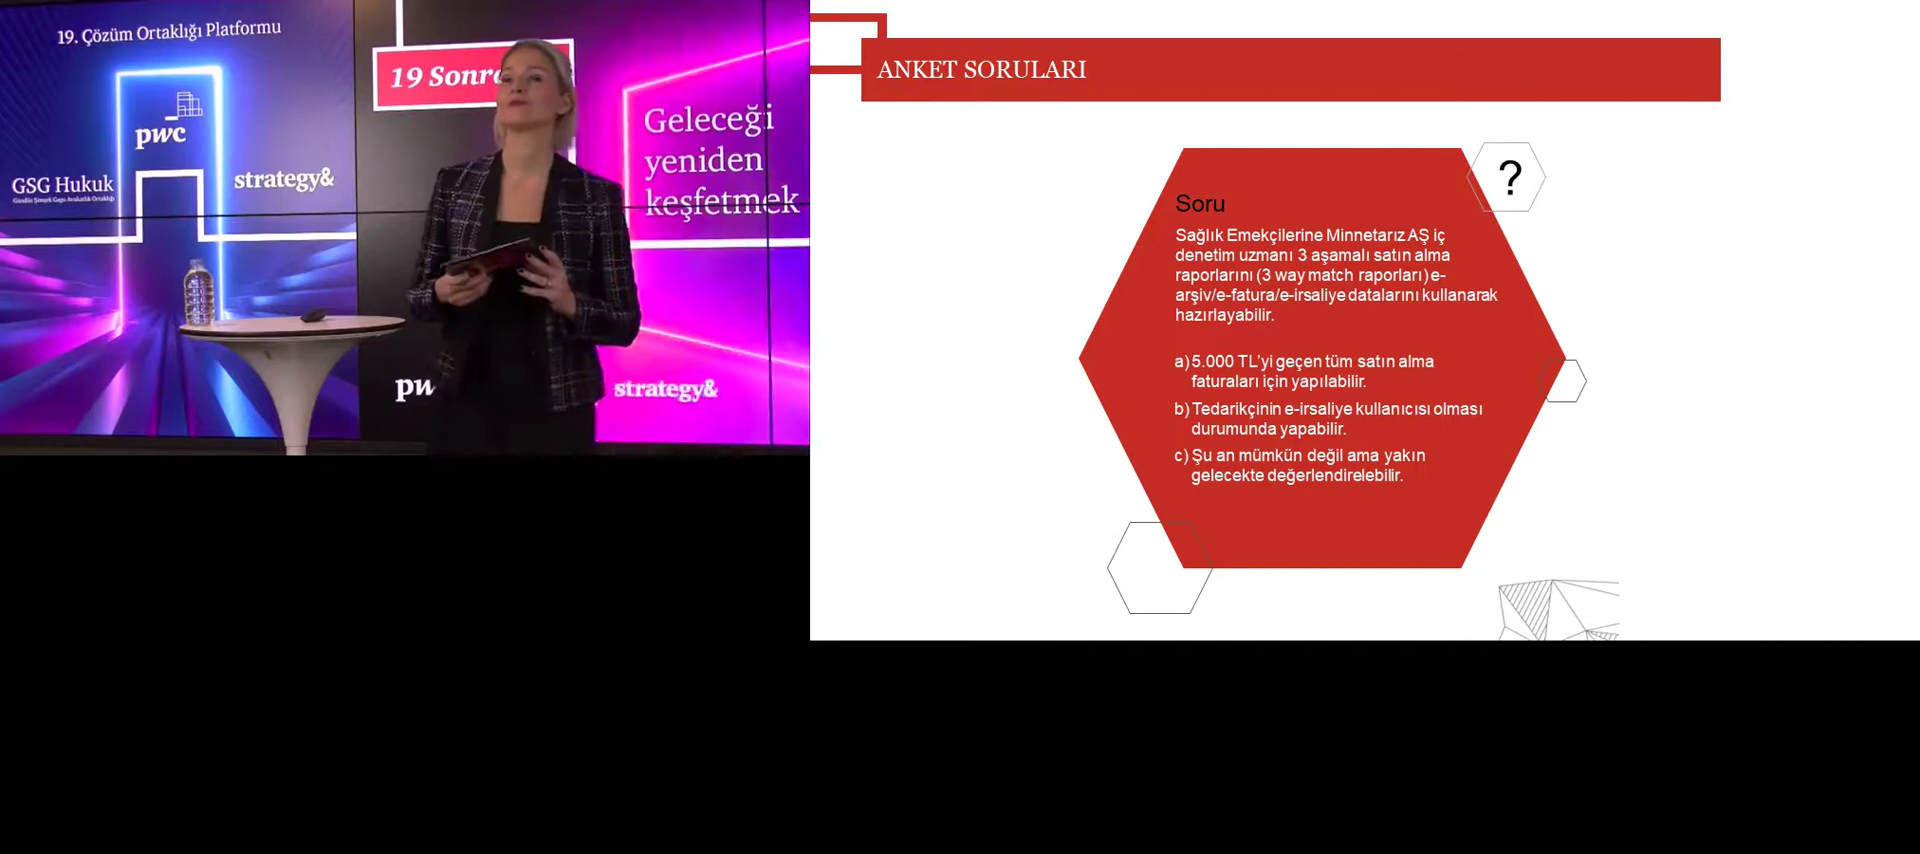 19. Çözüm Ortaklığı Platformu
pwc
GSG Hukuk
strategy&
19 Sonra
Geleceği
yeniden
keşfetmek
pw
strategy&
ANKET SORULARI
?
Soru
Sağlık Emekçilerine Minnetarız AŞ iç
denetim uzmanı 3 aşamalı satın alma
raporlarını (3 way match raporları) e-
arşiv/e-fatura/e-irsaliye datalarını kullanarak
hazırlayabilir.
a) 5.000 TL'yi geçen tüm satın alma
faturaları için yapılabilir.
b) Tedarikçinin e-irsaliye kullanıcısı olması
durumunda yapabilir.
c) Şu an mümkün değil ama yakın
gelecekte değerlendirelebilir.